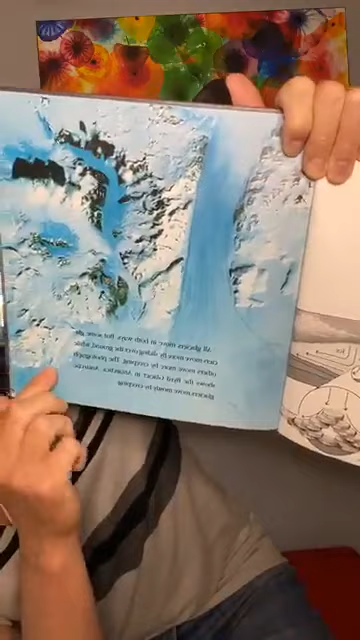 All glaciers move in both ways. But some gla-
ciers move more by sliding over the ground, while
others move more by creeping. The photograph
shows the Byrd Glacier in Antarctica. Antarctic
glaciers move mostly by creeping.